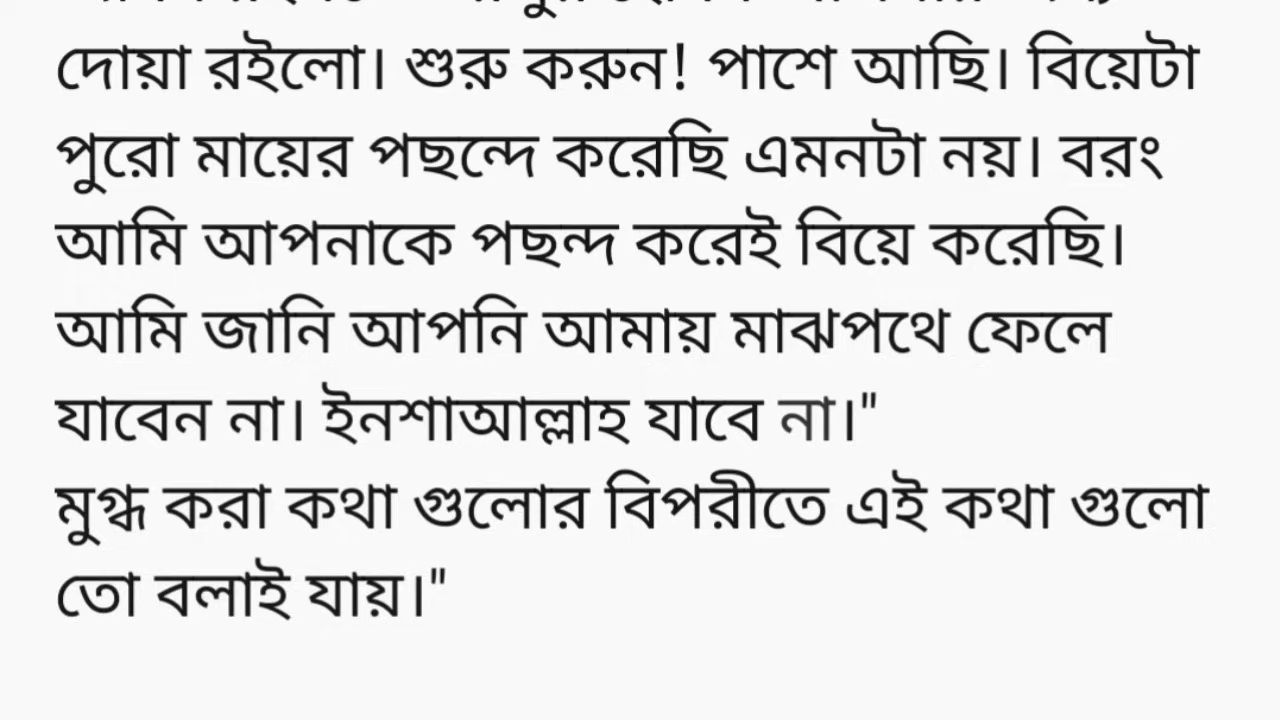 দোয়া রইলো। শুরু করুন! পাশে আছি। বিয়েটা
পুরো মায়ের পছন্দে করেছি এমনটা নয়। বরং
আমি আপনাকে পছন্দ করেই বিয়ে করেছি।
আমি জানি আপনি আমায় মাঝপথে ফেলে
যাবেন না। ইনশাআল্লাহ যাবে না।"
মুগ্ধ করা কথা গুলোর বিপরীতে এই কথা গুলো
তো বলাই যায়।"